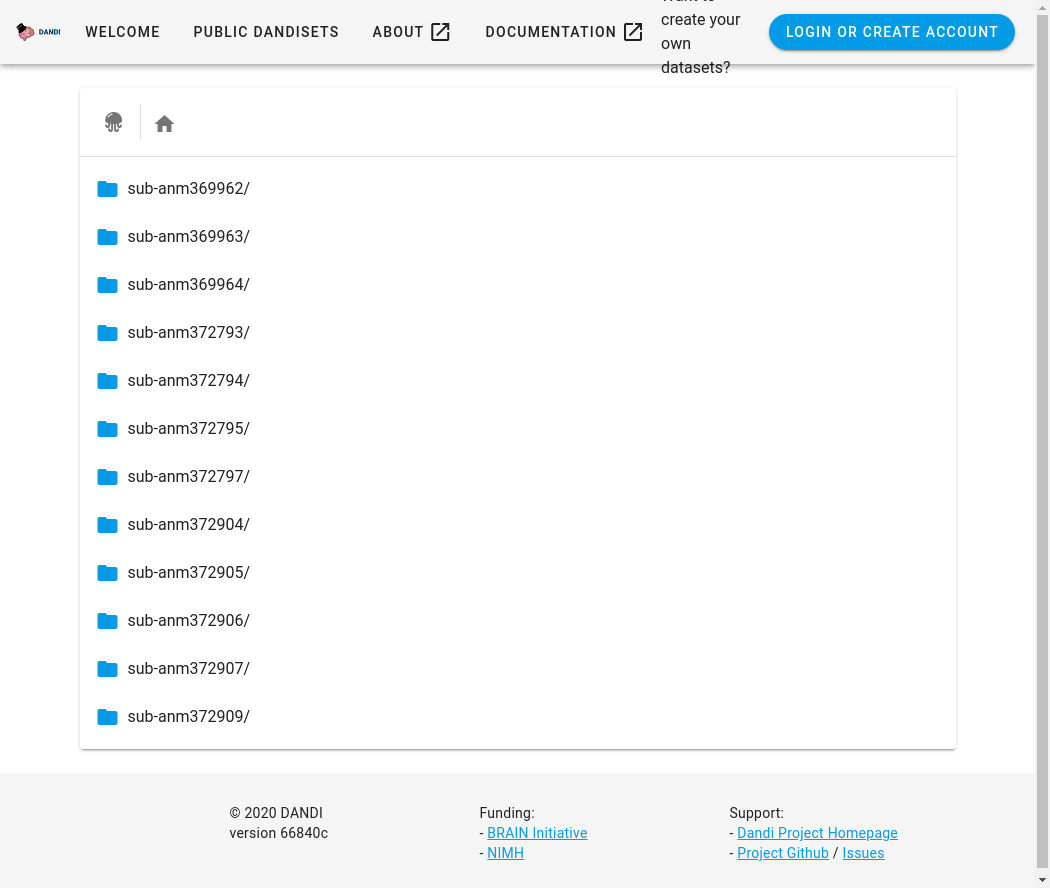 DANDI
WELCOME
PUBLIC DANDISETS
ABOUT
DOCUMENTATION
create your
own
datasets?
LOGIN OR CREATE ACCOUNT
sub-anm369962/
sub-anm369963/
sub-anm369964/
sub-anm372793/
sub-anm372794/
sub-anm372795/
sub-anm372797/
sub-anm372904/
sub-anm372905/
sub-anm372906/
sub-anm372907/
sub-anm372909/
© 2020 DANDI
version 66840c
Funding:
- BRAIN Initiative
- NIMH
Support:
- Dandi Project Homepage
- Project Github / Issues